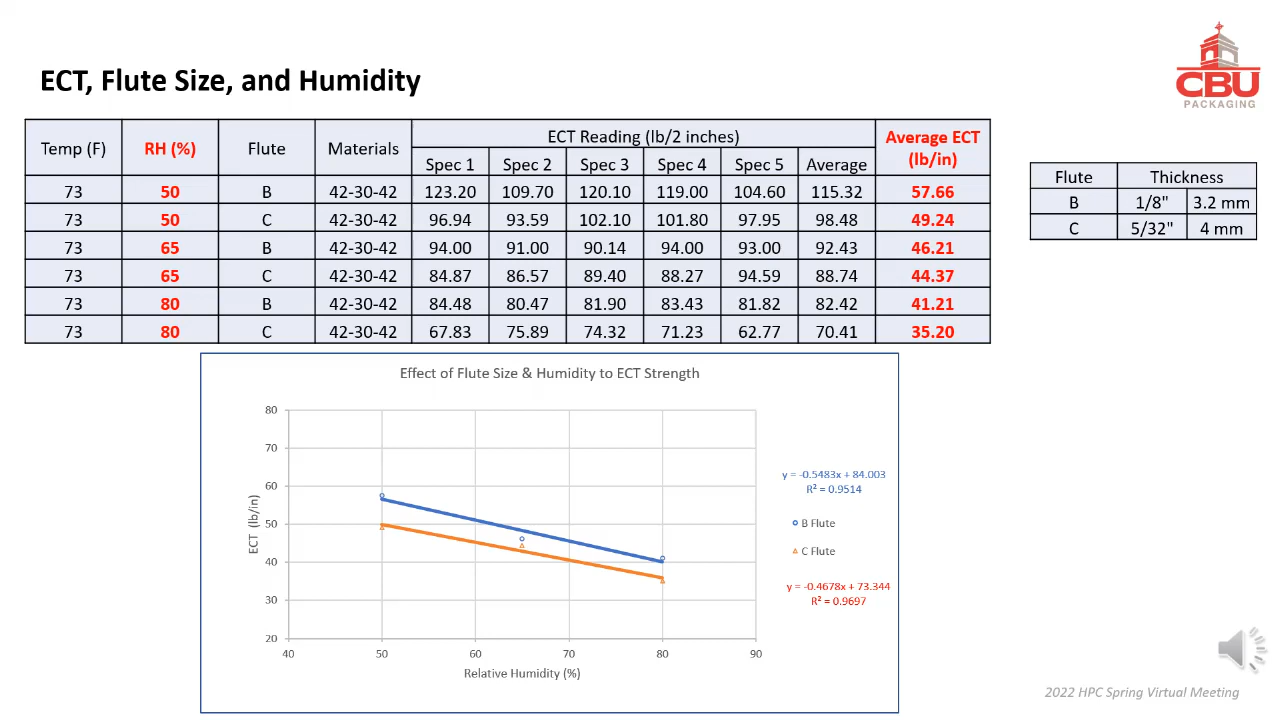 CBU
PACKAGING
ECT, Flute Size, and Humidity
Temp (F) RH (%) Flute Materials ECT Reading (lb/2 inches) Average ECT (lb/in)
Spec 1 Spec 2 Spec 3 Spec 4 Spec 5 Average
73 50 B 42-30-42 123.20 109.70 120.10 119.00 104.60 115.32 57.66
73 50 C 42-30-42 96.94 93.59 102.10 101.80 97.95 98.48 49.24
73 65 B 42-30-42 94.00 91.00 90.14 94.00 93.00 92.43 46.21
73 65 C 42-30-42 84.87 86.57 89.40 88.27 94.59 88.74 44.37
73 80 B 42-30-42 84.48 80.47 81.90 83.43 81.82 82.42 41.21
73 80 C 42-30-42 67.83 75.89 74.32 71.23 62.77 70.41 35.20
Flute Thickness
B 1/8" 3.2 mm
C 5/32" 4 mm
Effect of Flute Size & Humidity to ECT Strength
80
70
60
50
40
30
20
ECT (lb/in)
40 50 60 70 80 90
Relative Humidity (%)
y = -0.5483x + 84.003
R² = 0.9514
B Flute
C Flute
y = -0.4678x + 73.344
R² = 0.9697
2022 HPC Spring Virtual Meeting